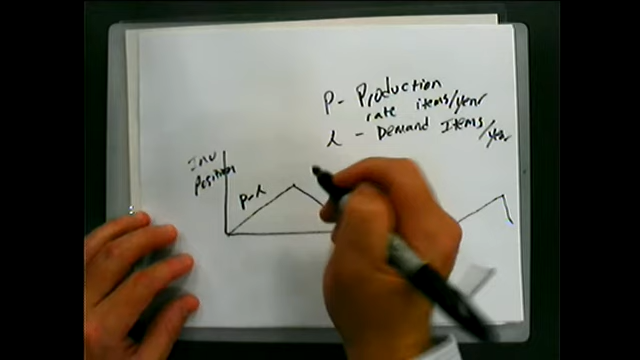 P - Production
rate items/year
λ - Demand Items/year
Inv
Position
P-λ